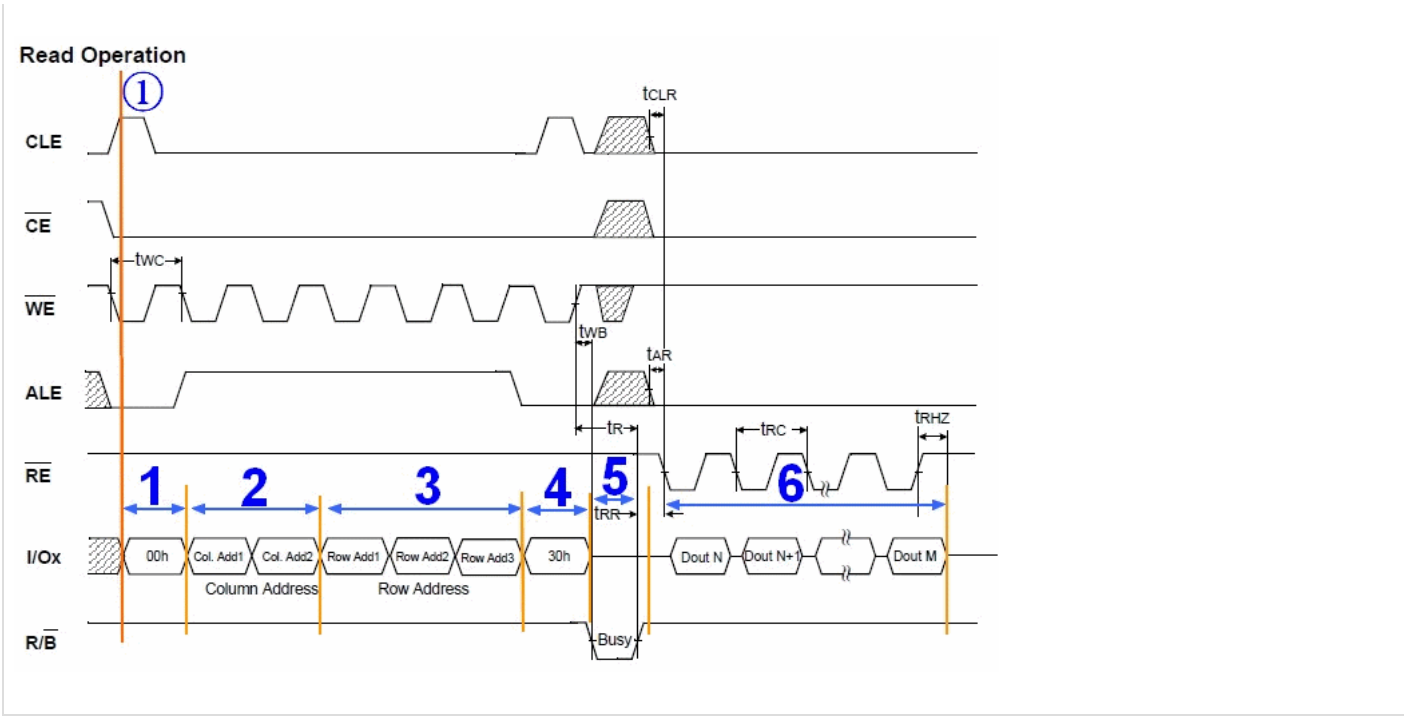 Read Operation
①
tCLR
CLE
CE
tWC
WE
tWB
tAR
ALE
tR
tRC
tRHZ
RE
1 2 3 4 5 6
tRR
I/Ox
00h Col. Add1 Col. Add2 Row Add1 Row Add2 Row Add3 30h Dout N Dout N+1 Dout M
Column Address Row Address
R/B
Busy